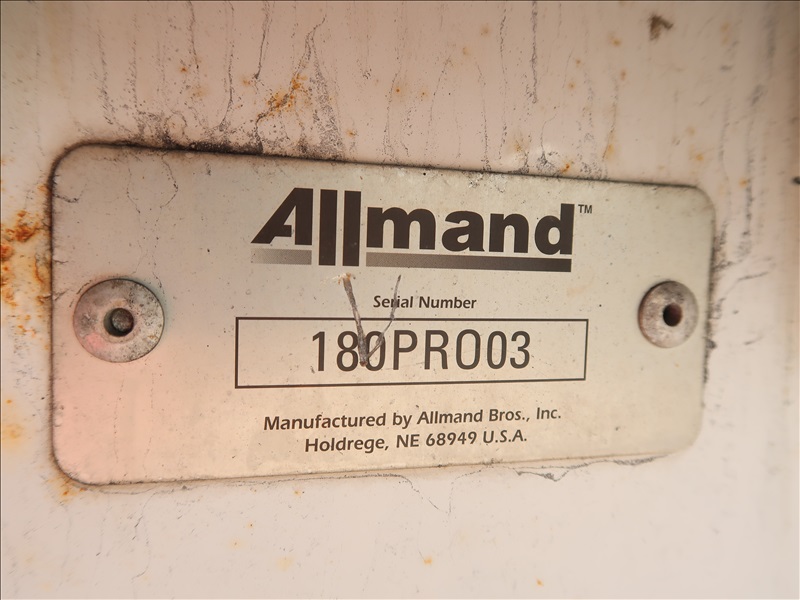 Allmand™
Serial Number
180PRO03
Manufactured by Allmand Bros., Inc.
Holdrege, NE 68949 U.S.A.